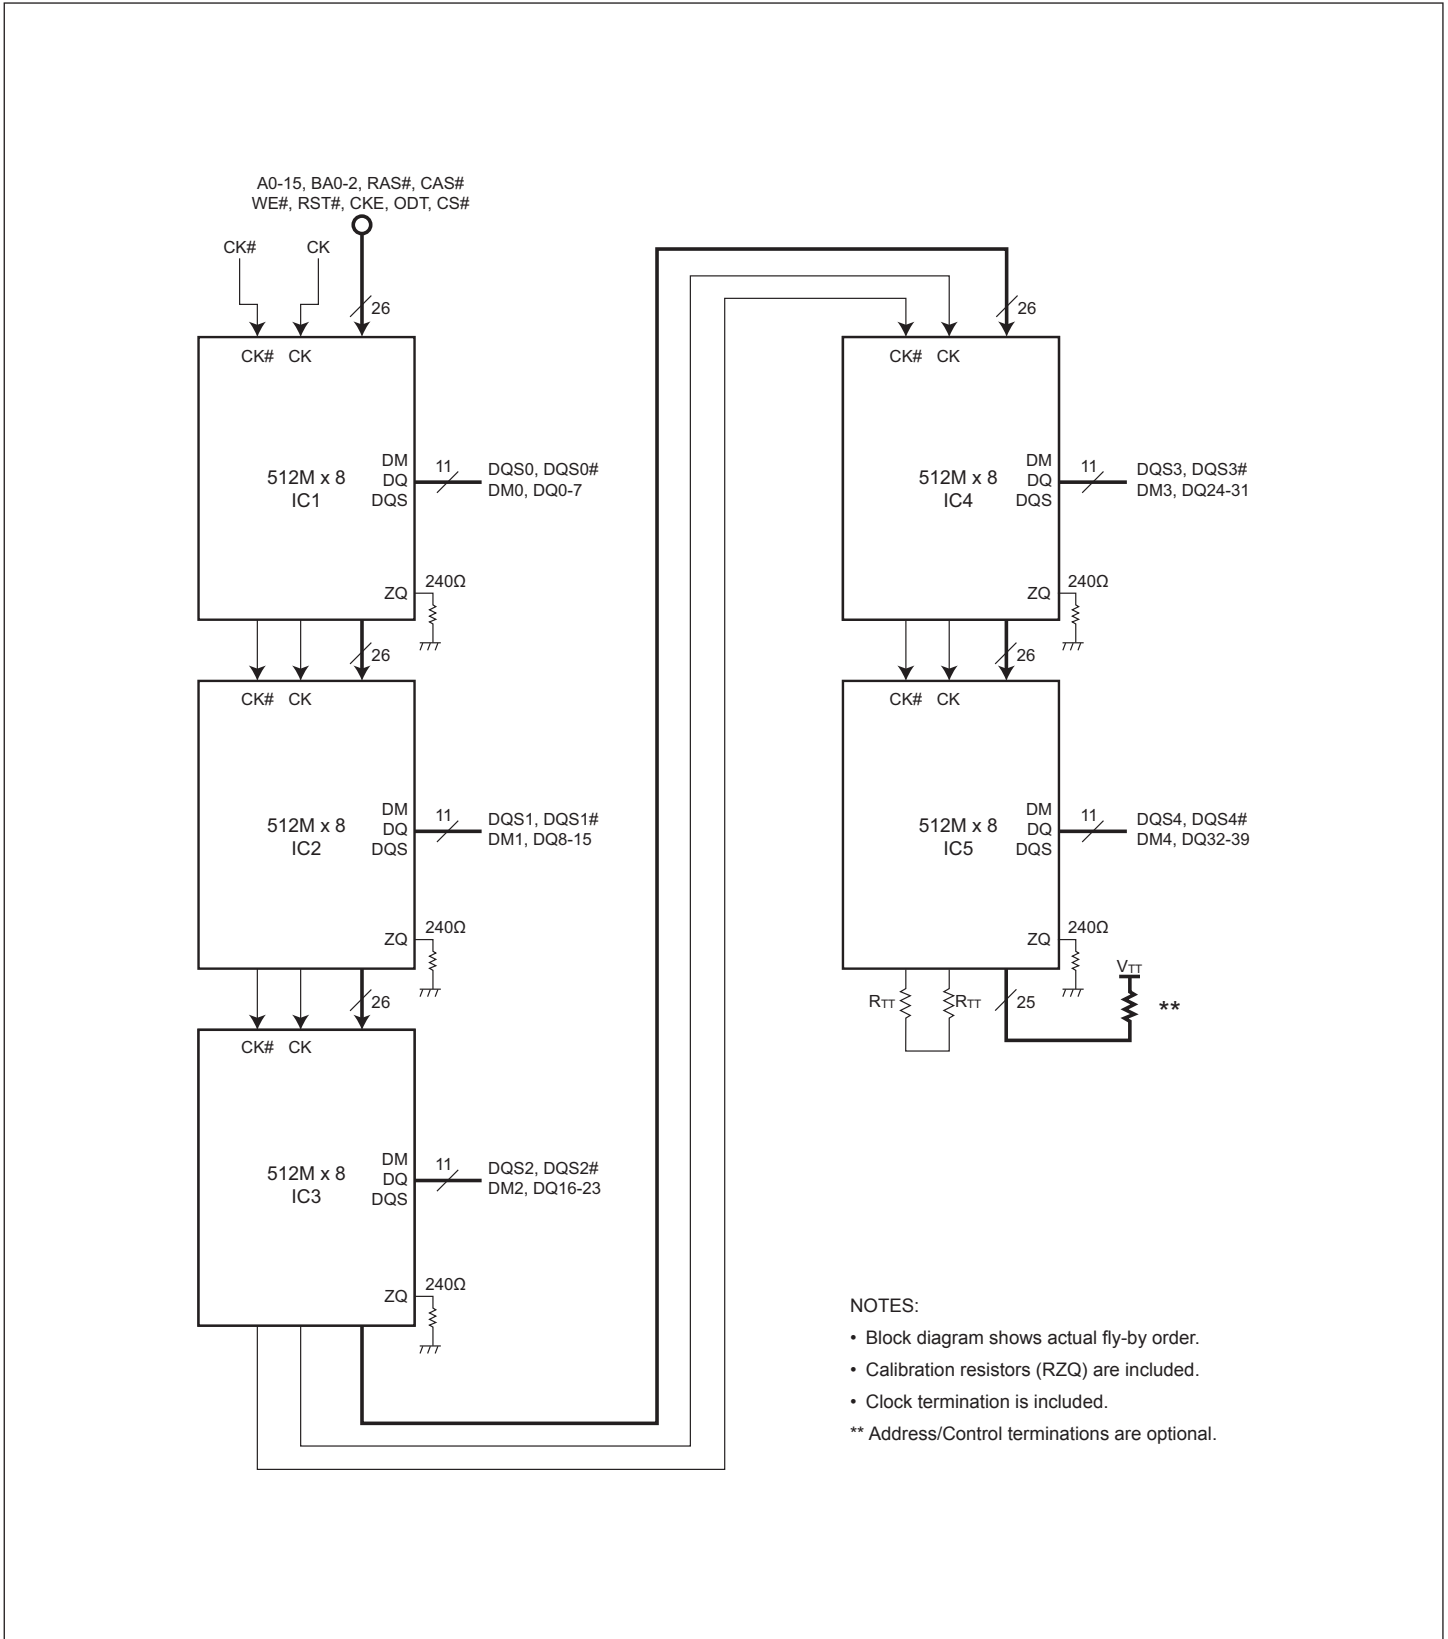 A0-15, BA0-2, RAS#, CAS#
WE#, RST#, CKE, ODT, CS#
CK#
CK
26
CK# CK
512M x 8
IC1
DM
DQ
DQS
11
DQS0, DQS0#
DM0, DQ0-7
ZQ
240Ω
26
CK# CK
512M x 8
IC2
DM
DQ
DQS
11
DQS1, DQS1#
DM1, DQ8-15
ZQ
240Ω
26
CK# CK
512M x 8
IC3
DM
DQ
DQS
11
DQS2, DQS2#
DM2, DQ16-23
ZQ
240Ω
26
CK# CK
512M x 8
IC4
DM
DQ
DQS
11
DQS3, DQS3#
DM3, DQ24-31
ZQ
240Ω
26
CK# CK
512M x 8
IC5
DM
DQ
DQS
11
DQS4, DQS4#
DM4, DQ32-39
ZQ
240Ω
RTT
RTT
25
VTT
**
NOTES:
• Block diagram shows actual fly-by order.
• Calibration resistors (RZQ) are included.
• Clock termination is included.
** Address/Control terminations are optional.